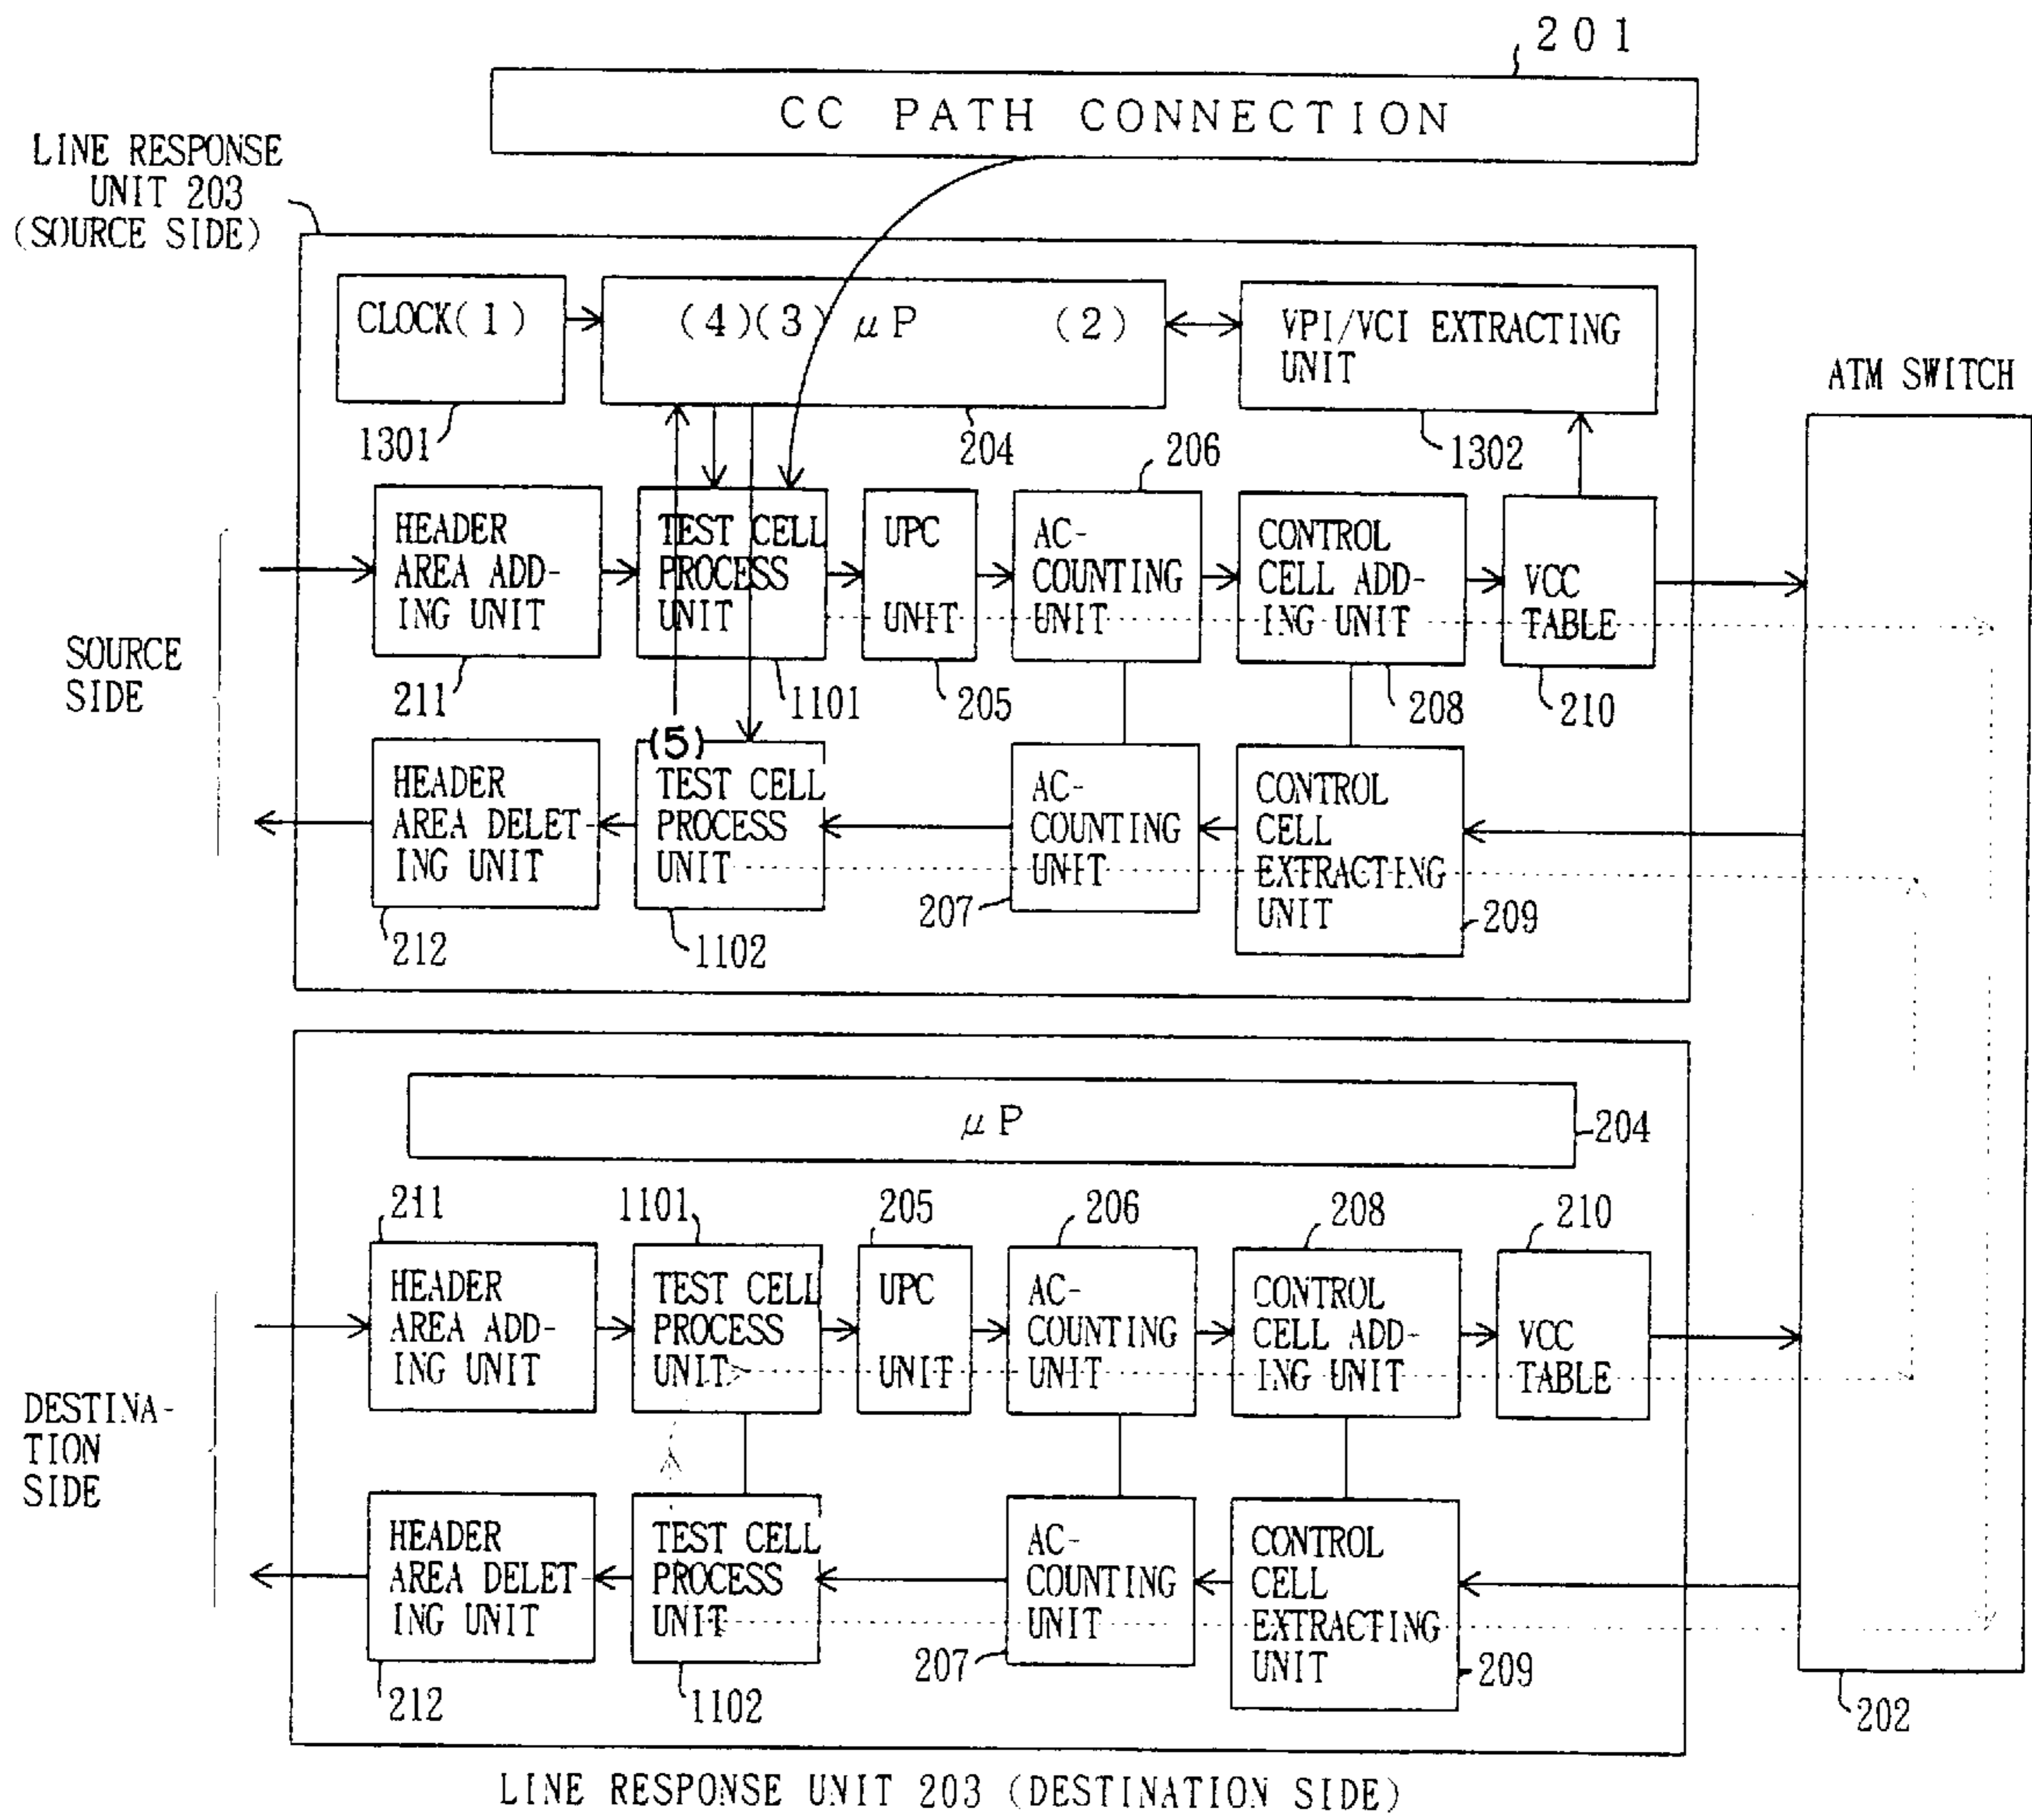 201
CC PATH CONNECTION
LINE RESPONSE
UNIT 203
(SOURCE SIDE)
CLOCK(1)
(4)(3) μP (2)
VPI/VCI EXTRACTING
UNIT
ATM SWITCH
1301
204
206
1302
HEADER
AREA ADD-
ING UNIT
TEST CELL
PROCESS
UNIT
UPC
UNIT
AC-
COUNTING
UNIT
CONTROL
CELL ADD-
ING UNIT
VCC
TABLE
SOURCE
SIDE
211
1101
205
208
210
HEADER
AREA DELET-
ING UNIT
(5)
TEST CELL
PROCESS
UNIT
AC-
COUNTING
UNIT
CONTROL
CELL
EXTRACTING
UNIT
212
1102
207
209
μP
204
211
1101
205
206
208
210
HEADER
AREA ADD-
ING UNIT
TEST CELL
PROCESS
UNIT
UPC
UNIT
AC-
COUNTING
UNIT
CONTROL
CELL ADD-
ING UNIT
VCC
TABLE
DESTINA-
TION
SIDE
HEADER
AREA DELET-
ING UNIT
TEST CELL
PROCESS
UNIT
AC-
COUNTING
UNIT
CONTROL
CELL
EXTRACTING
UNIT
212
1102
207
209
202
LINE RESPONSE UNIT 203 (DESTINATION SIDE)